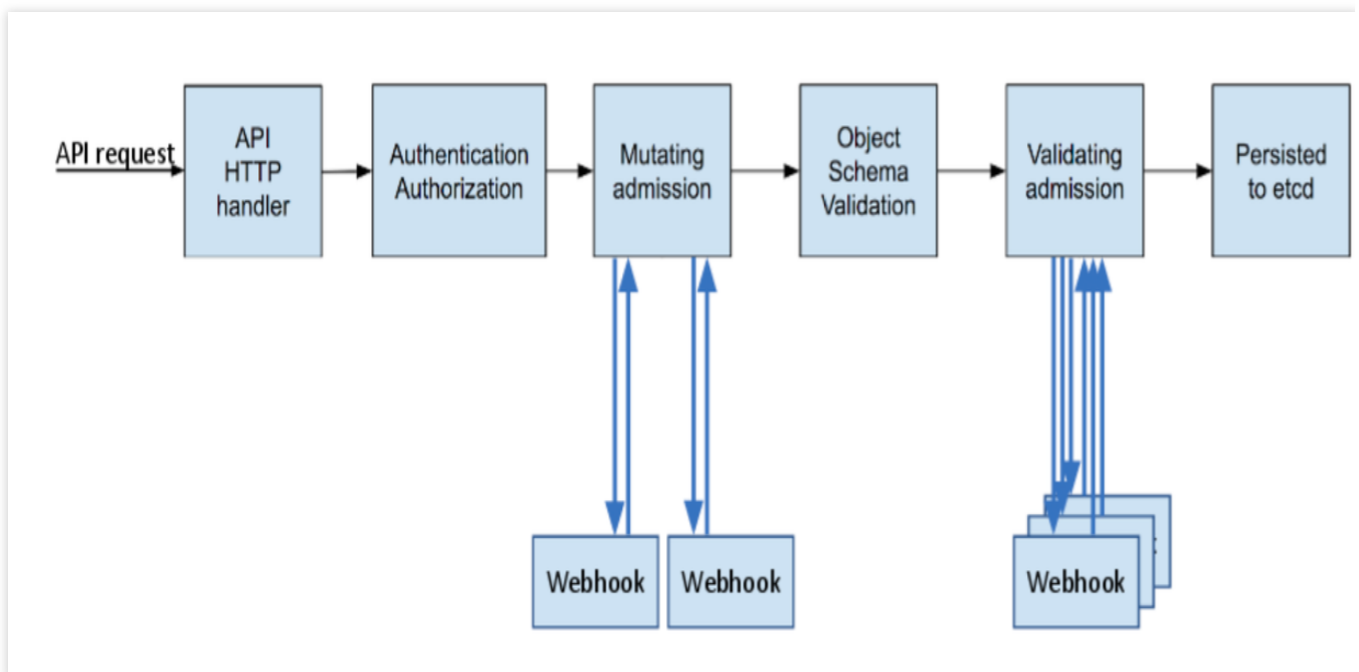 API request
API
HTTP
handler
Authentication
Authorization
Mutating
admission
Object
Schema
Validation
Validating
admission
Persisted
to etcd
Webhook
Webhook
Webhook